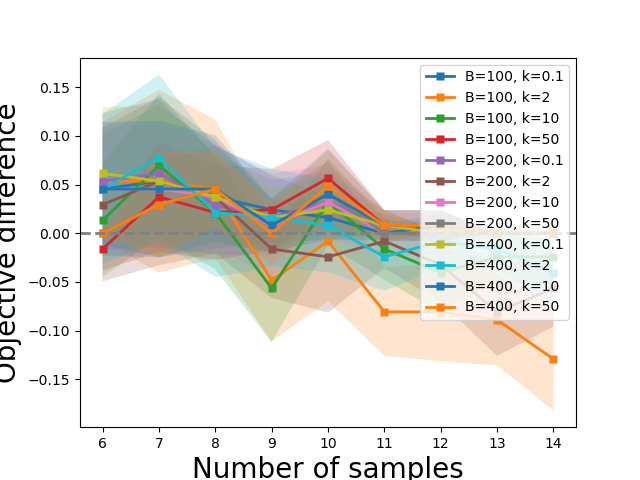 Objective difference
0.15
0.10
0.05
0.00
−0.05
−0.10
−0.15
B=100, k=0.1
B=100, k=2
B=100, k=10
B=100, k=50
B=200, k=0.1
B=200, k=2
B=200, k=10
B=200, k=50
B=400, k=0.1
B=400, k=2
B=400, k=10
B=400, k=50
6 7 8 9 10 11 12 13 14
Number of samples